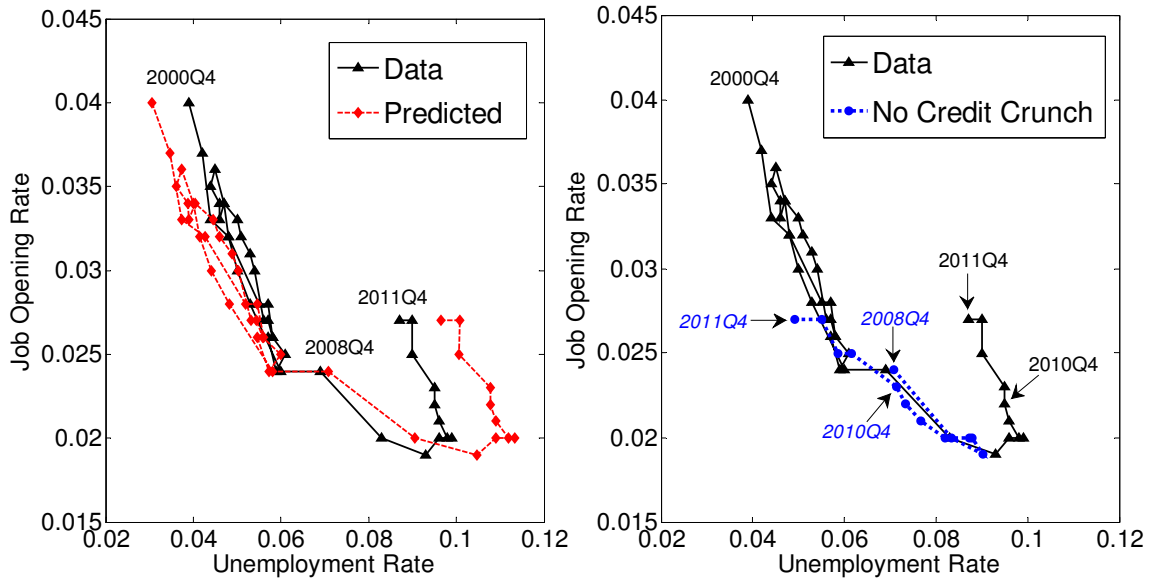 0.045
0.04
0.035
0.03
0.025
0.02
0.015
Job Opening Rate
0.02 0.04 0.06 0.08 0.1 0.12
Unemployment Rate
Data
Predicted
2000Q4
2011Q4
2008Q4
0.045
0.04
0.035
0.03
0.025
0.02
0.015
Job Opening Rate
0.02 0.04 0.06 0.08 0.1 0.12
Unemployment Rate
Data
No Credit Crunch
2000Q4
2011Q4
2011Q4
2008Q4
2010Q4
2010Q4